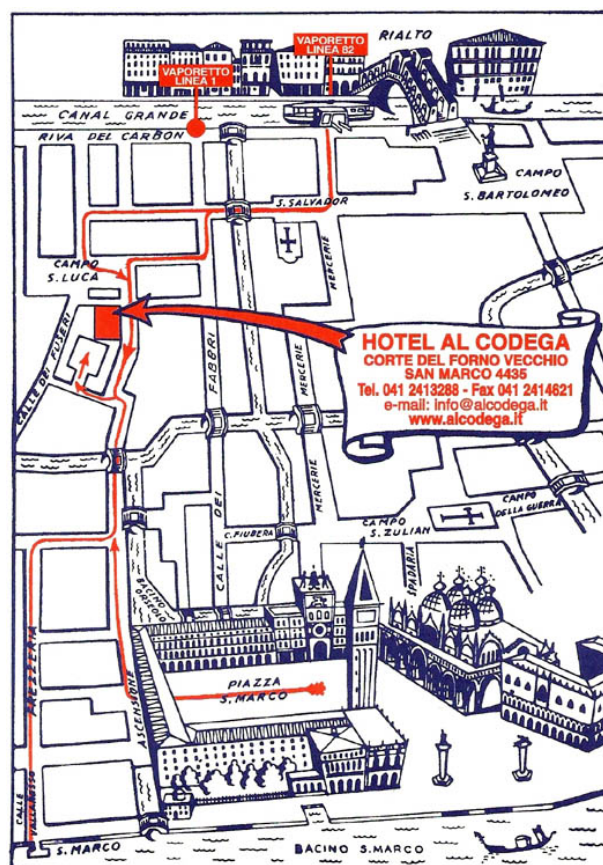 RIALTO
VAPORETTO
LINEA 82
VAPORETTO
LINEA 1
CANAL GRANDE
RIVA DEL CARBON
CAMPO
S. BARTOLOMEO
S. SALVADOR
MERCERIE
CAMPO
S. LUCA
CALLE DEI FUSERI
FABBRI
MERCERIE
HOTEL AL CODEGA
CORTE DEL FORNO VECCHIO
SAN MARCO 4435
Tel. 041 2413288 - Fax 041 2414621
e-mail: info@alcodega.it
www.alcodega.it
MERCERIE
CALLE DEI
C. FIUBERA
CAMPO
S. ZULIAN
CAMPO
DELLA GUERRA
SPADARIA
BACINO
ORSEOLO
FREZZERIA
ASCENSIONE
PIAZZA
S. MARCO
CALLE
VALLARESSO
S. MARCO
BACINO S. MARCO